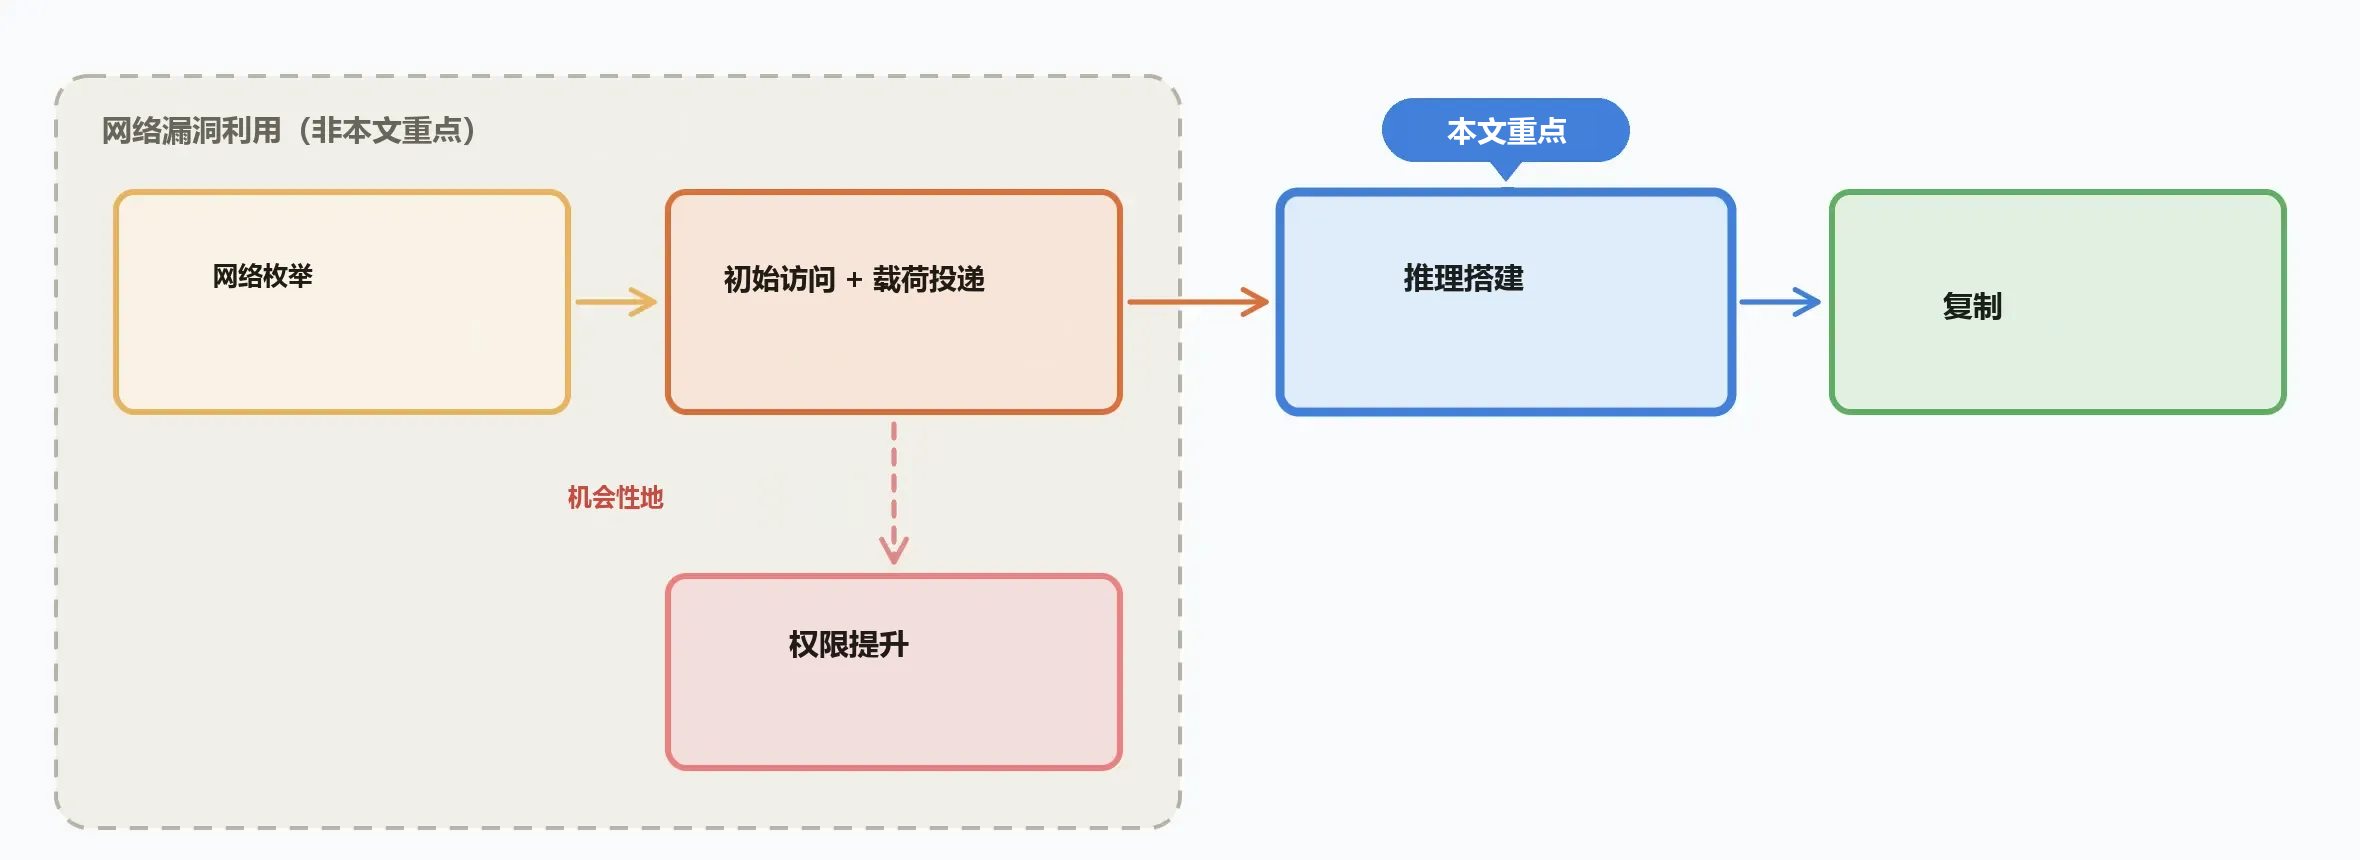 网络漏洞利用（非本文重点）
本文重点
网络枚举
初始访问 + 载荷投递
推理搭建
复制
机会性地
权限提升